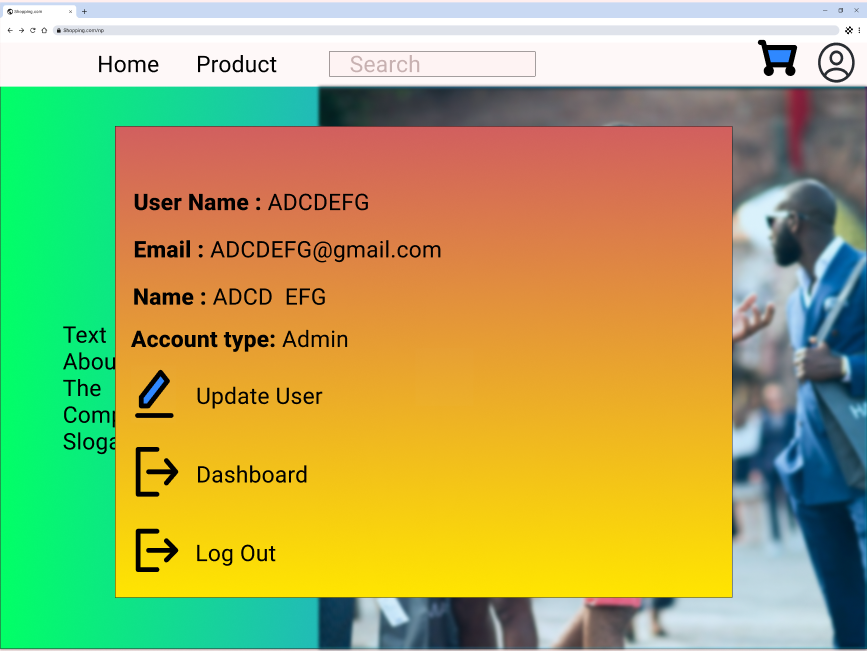 Shopping.com
Shopping.com/np
Home Product Search
User Name : ADCDEFG
Email : ADCDEFG@gmail.com
Name : ADCD  EFG
Account type: Admin
Text
Abou
The
Comp
Sloga
Update User
Dashboard
Log Out